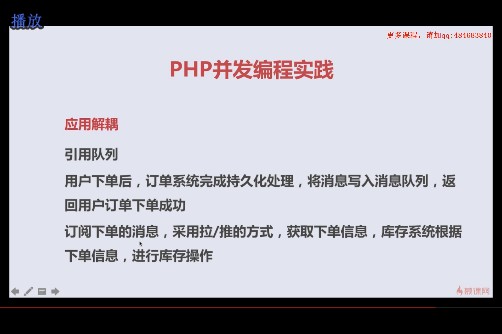 播放
更多课程，请加qq:484683840
PHP并发编程实践
应用解耦
引用队列
用户下单后，订单系统完成持久化处理，将消息写入消息队列，返
回用户订单下单成功
订阅下单的消息，采用拉/推的方式，获取下单信息，库存系统根据
下单信息，进行库存操作
慕课网